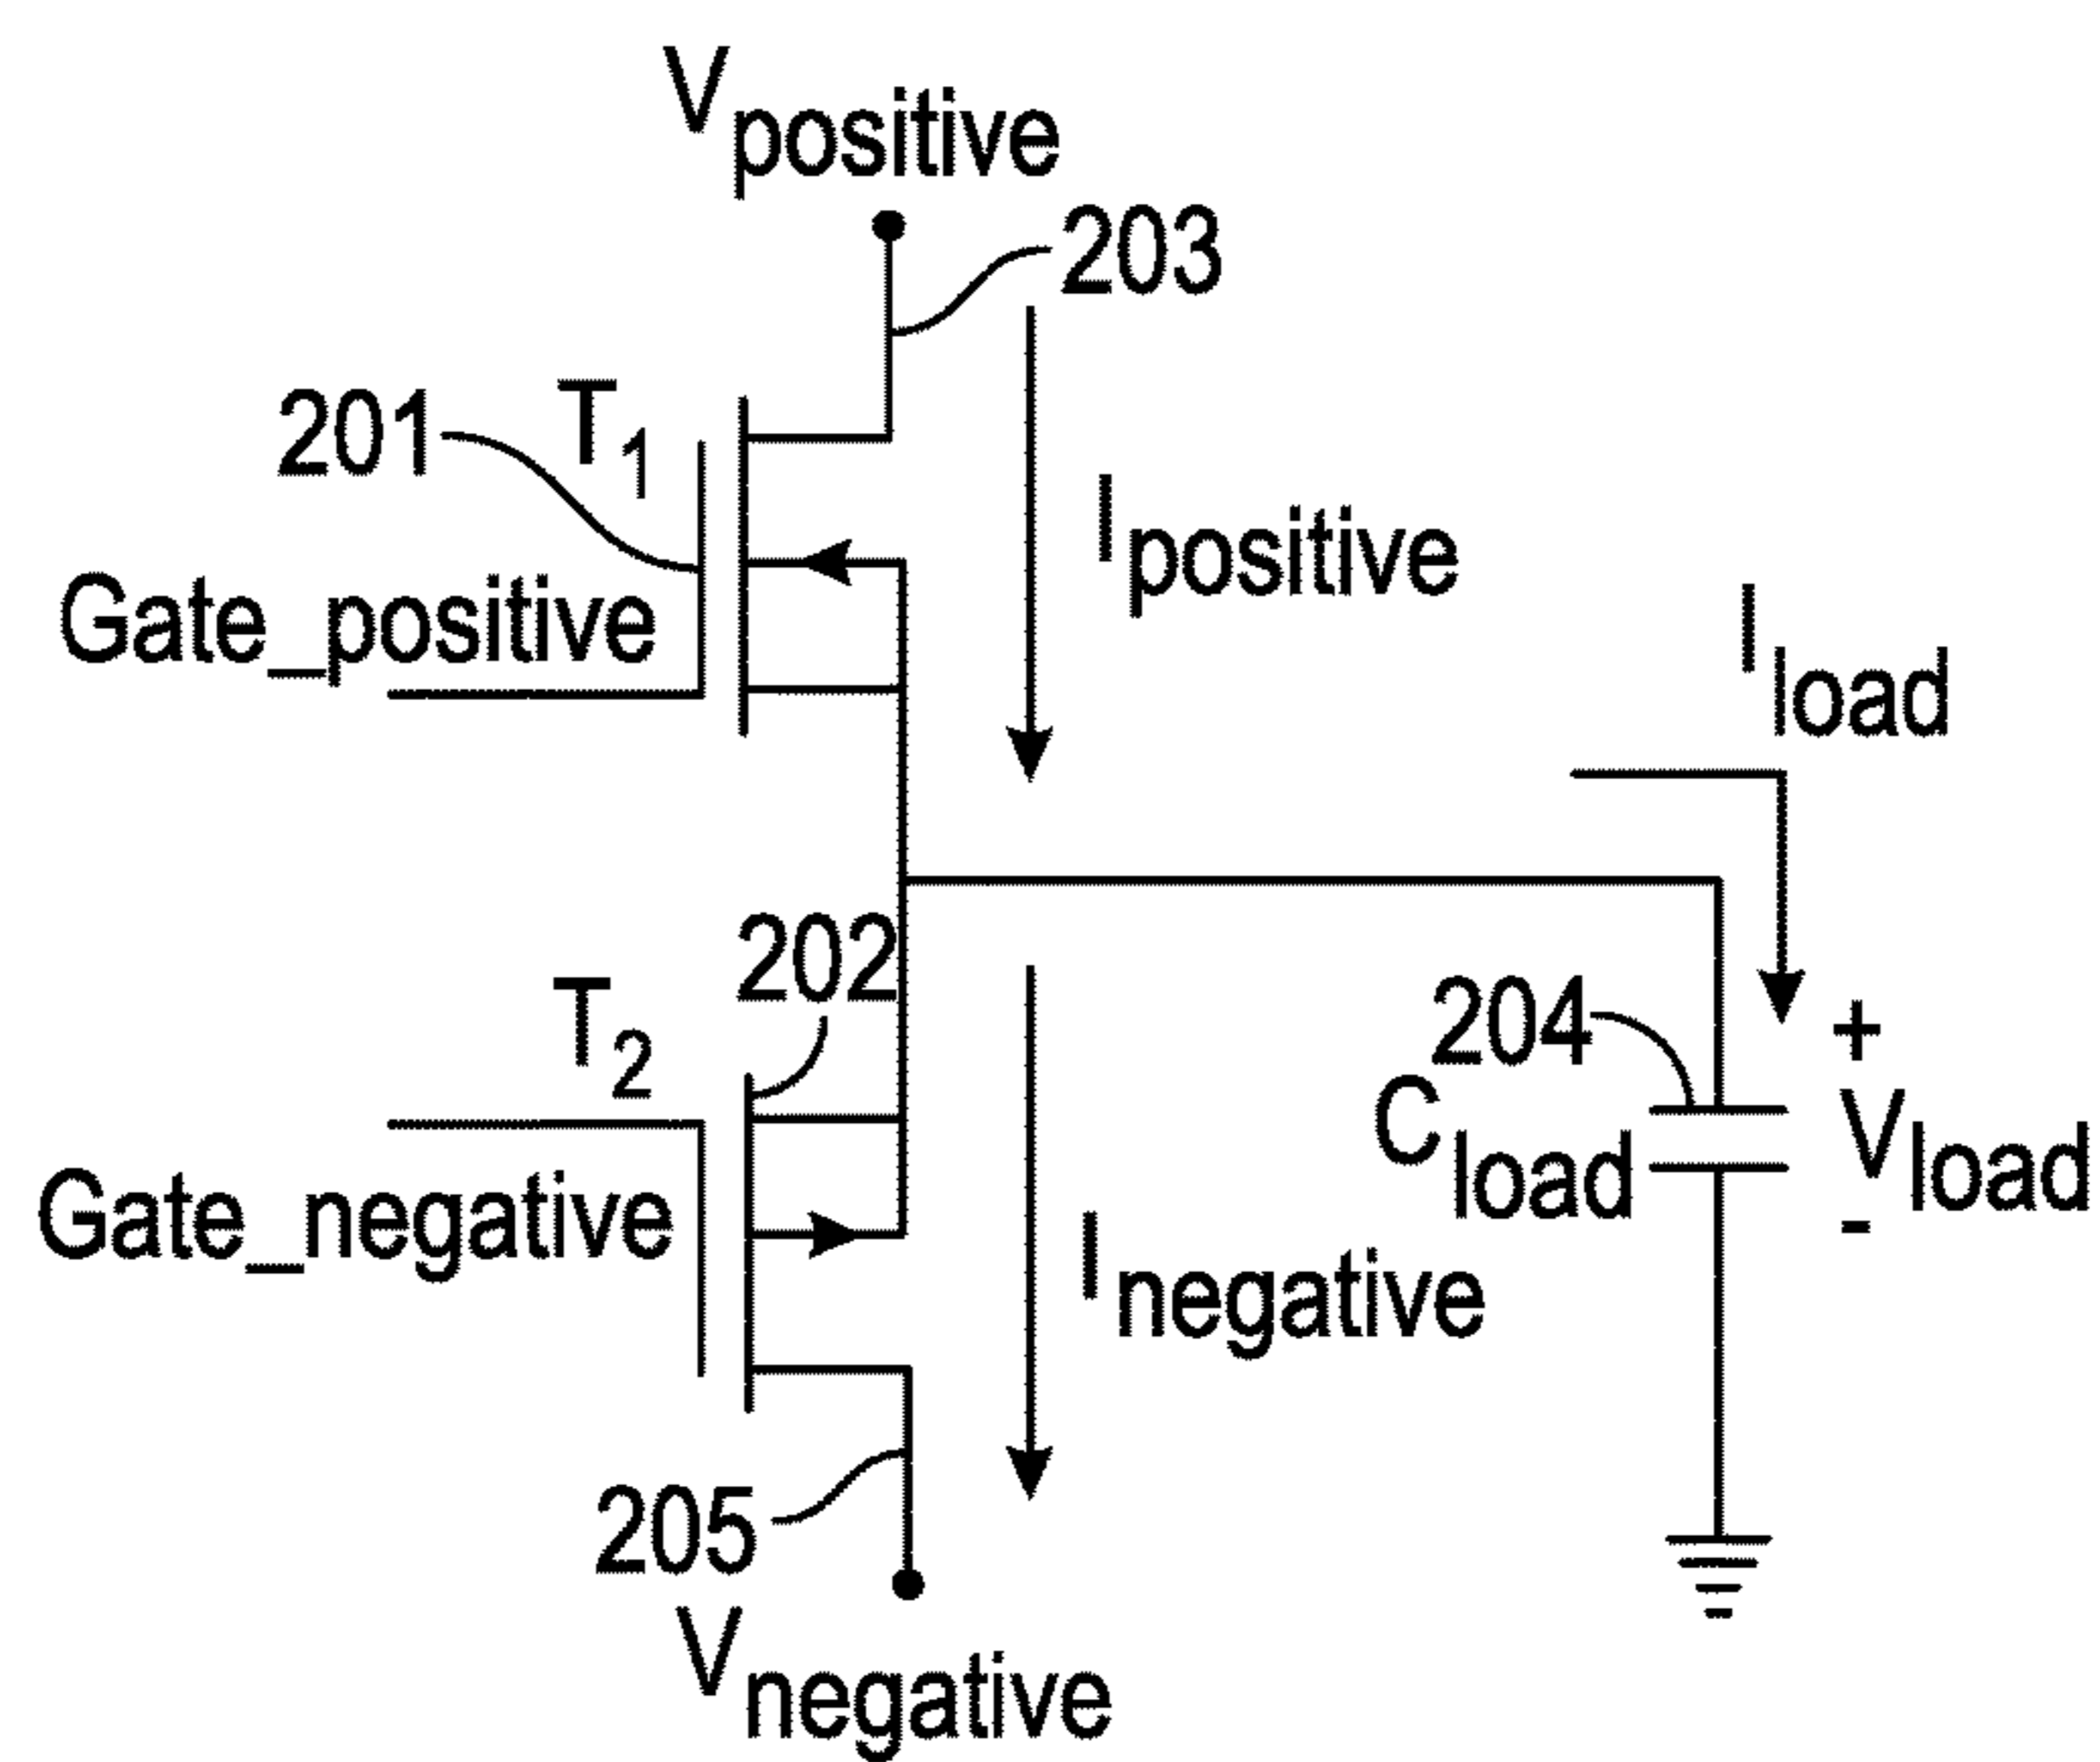 Vpositive
203
201
T1
Ipositive
Gate_positive
Iload
202
T2
204
+
Cload
Vload
Gate_negative
-
Inegative
205
Vnegative